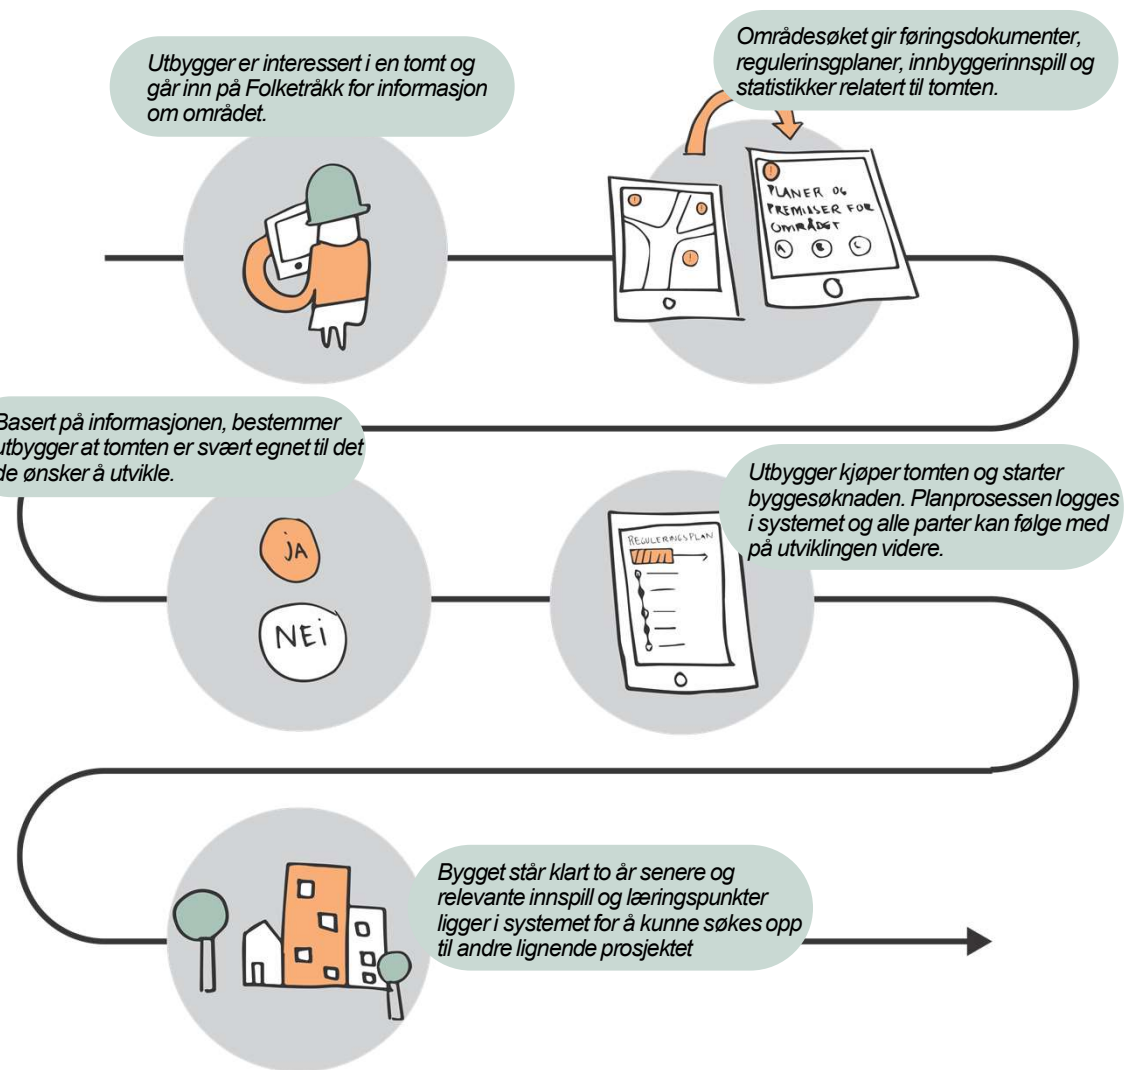 Utbygger er interessert i en tomt og
går inn på Folketråkk for informasjon
om området.
Områdesøket gir føringsdokumenter,
reguleringsplaner, innbyggerinnspill og
statistikker relatert til tomten.
PLANER OG
PREMISSER FOR
OMRÅDET
A B C
Basert på informasjonen, bestemmer
utbygger at tomten er svært egnet til det
de ønsker å utvikle.
JA
NEi
Utbygger kjøper tomten og starter
byggesøknaden. Planprosessen logges
i systemet og alle parter kan følge med
på utviklingen videre.
REGULERINGSPLAN
Bygget står klart to år senere og
relevante innspill og læringspunkter
ligger i systemet for å kunne søkes opp
til andre lignende prosjektet